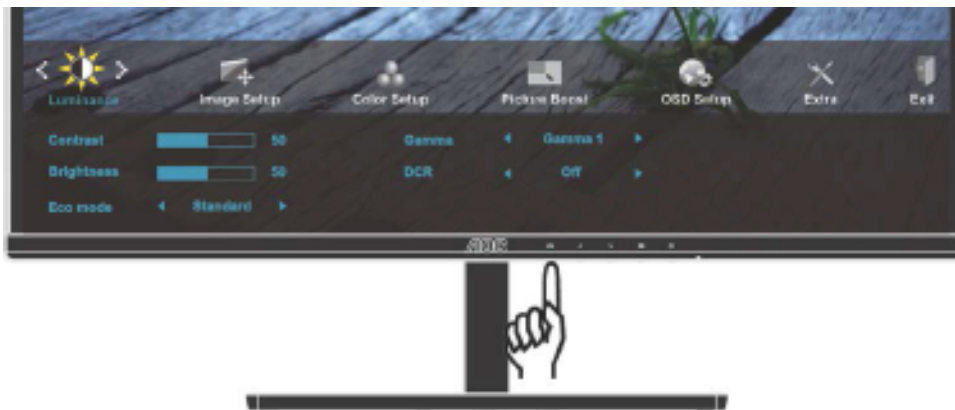 Luminance Image Setup Color Setup Picture Boost OSD Setup Extra Exit
Contrast 50 Gamma Gamma 1
Brightness 50 DCR Off
Eco mode Standard
AOC